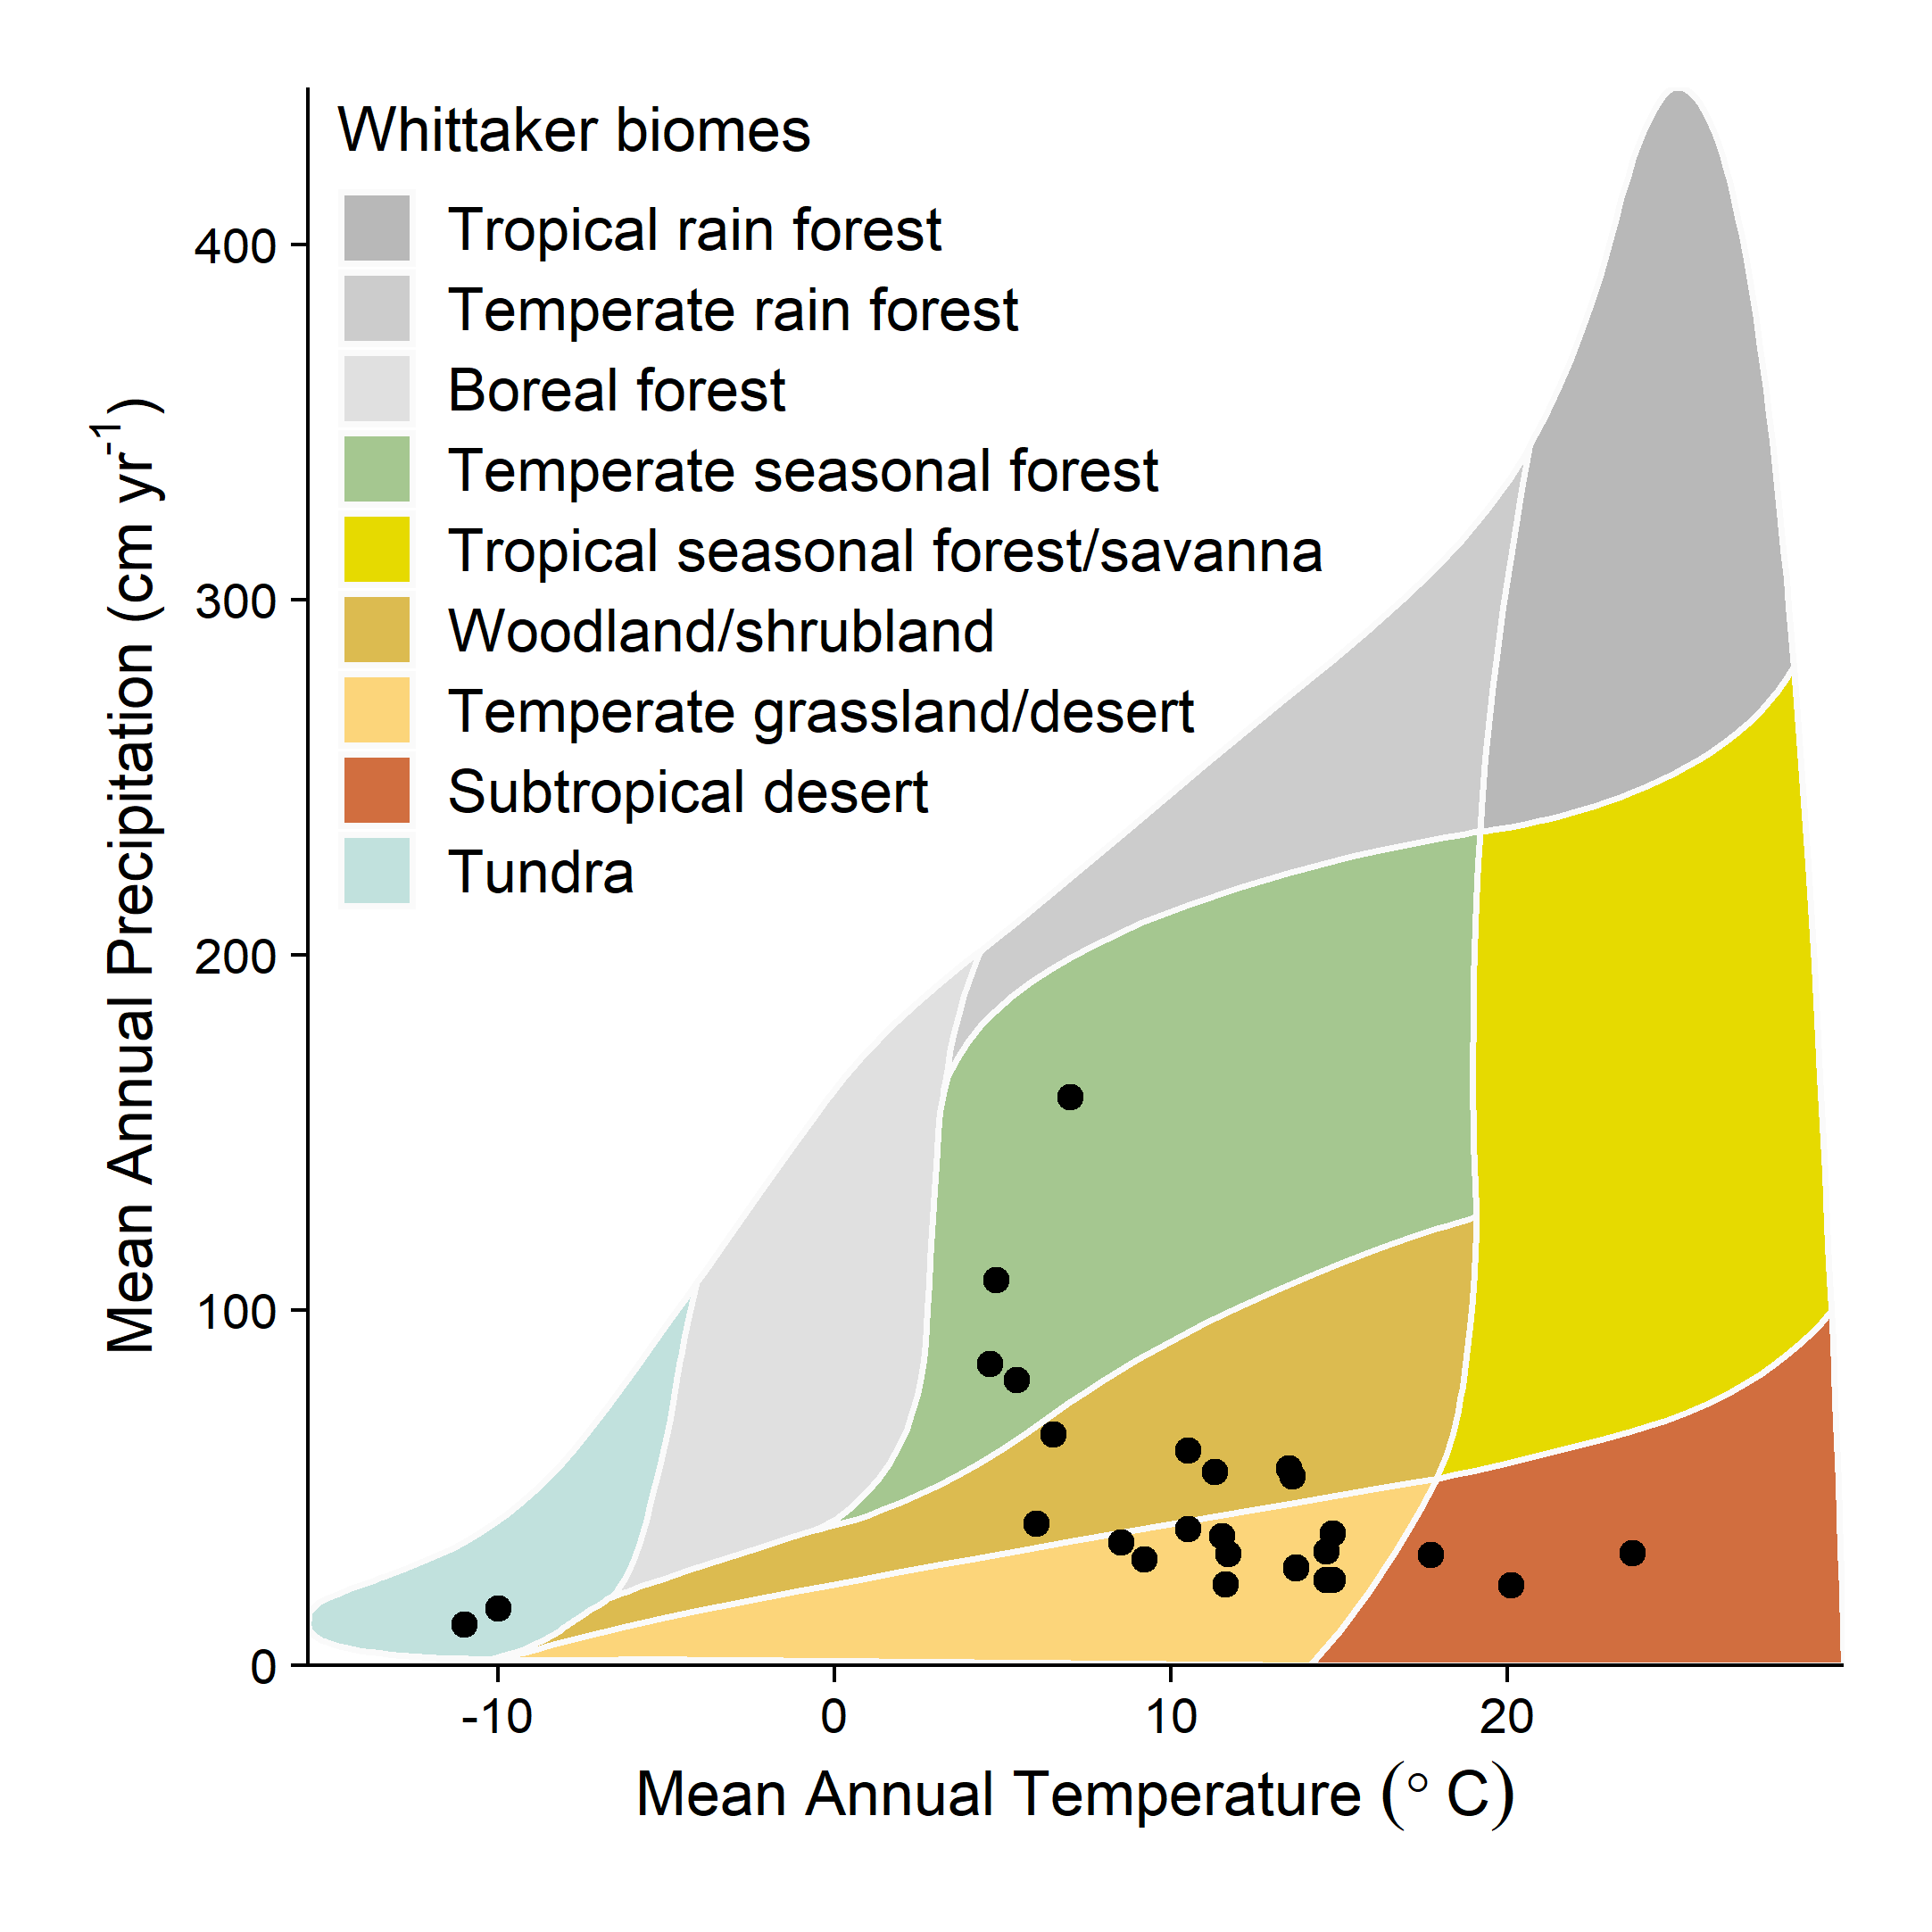 Whittaker biomes
Tropical rain forest
Temperate rain forest
Boreal forest
Temperate seasonal forest
Tropical seasonal forest/savanna
Woodland/shrubland
Temperate grassland/desert
Subtropical desert
Tundra
Mean Annual Precipitation (cm yr⁻¹)
400
300
200
100
0
-10 0 10 20
Mean Annual Temperature (° C)